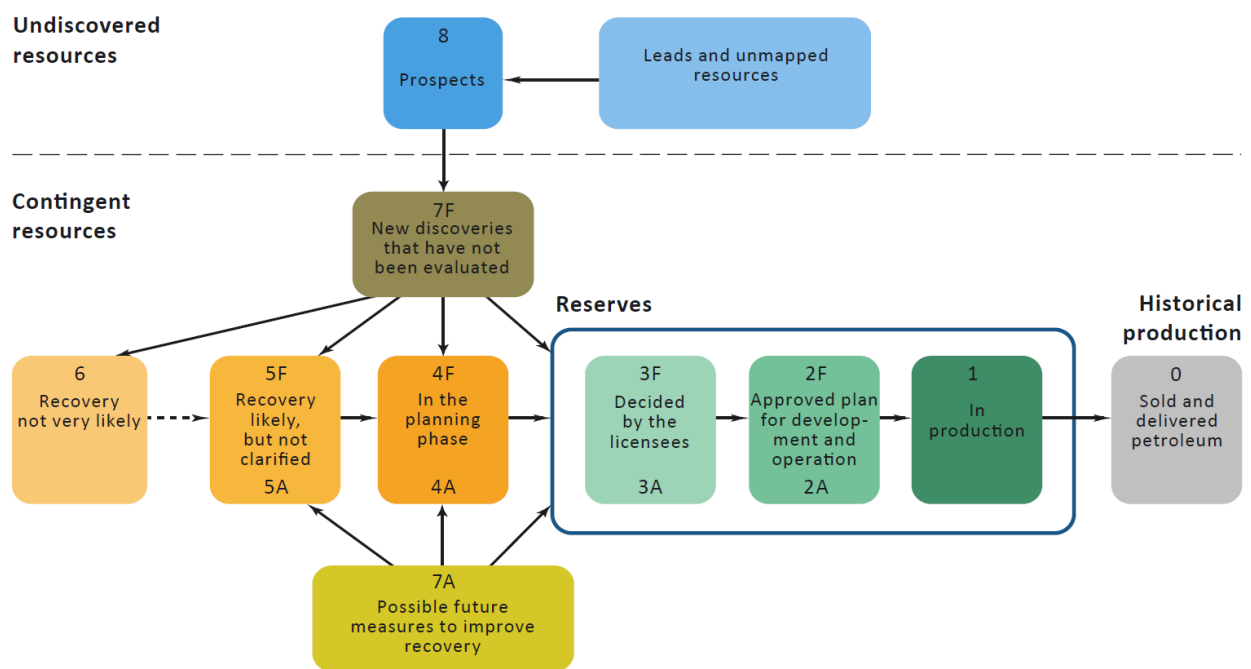 Undiscovered
resources
8
Prospects
Leads and unmapped
resources
Contingent
resources
7F
New discoveries
that have not
been evaluated
Reserves
Historical
production
6
Recovery
not very likely
5F
Recovery
likely,
but not
clarified
5A
4F
In the
planning
phase
4A
3F
Decided
by the
licensees
3A
2F
Approved plan
for develop-
ment and
operation
2A
1
In
production
0
Sold and
delivered
petroleum
7A
Possible future
measures to improve
recovery